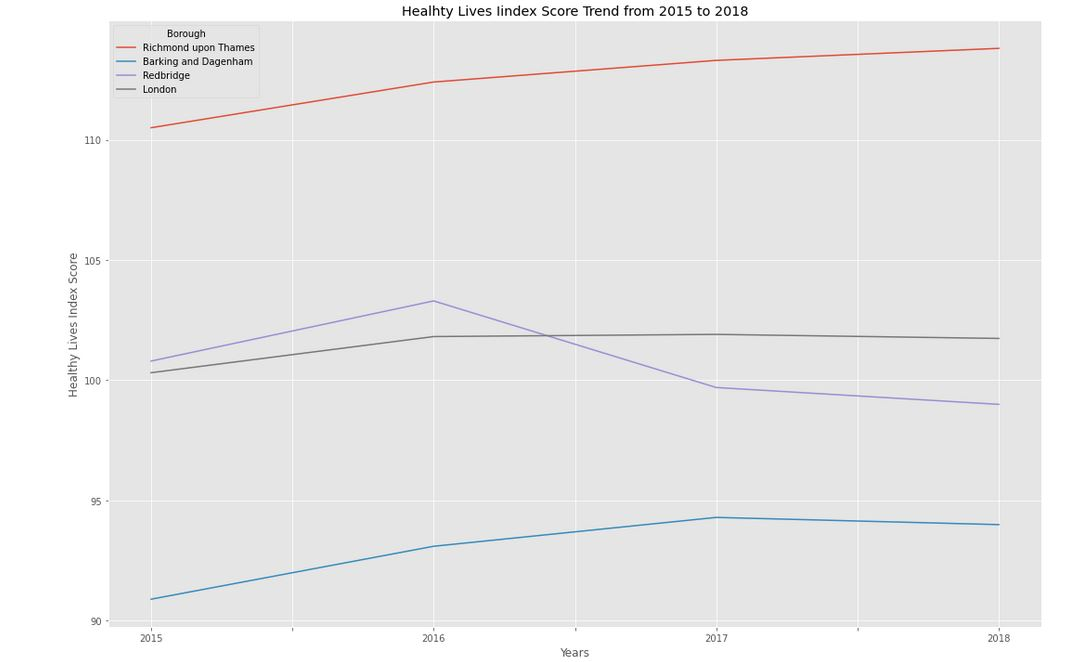 Healhty Lives Iindex Score Trend from 2015 to 2018
Borough
Richmond upon Thames
Barking and Dagenham
Redbridge
London
110
105
100
95
90
Healthy Lives Index Score
2015 2016 2017 2018
Years